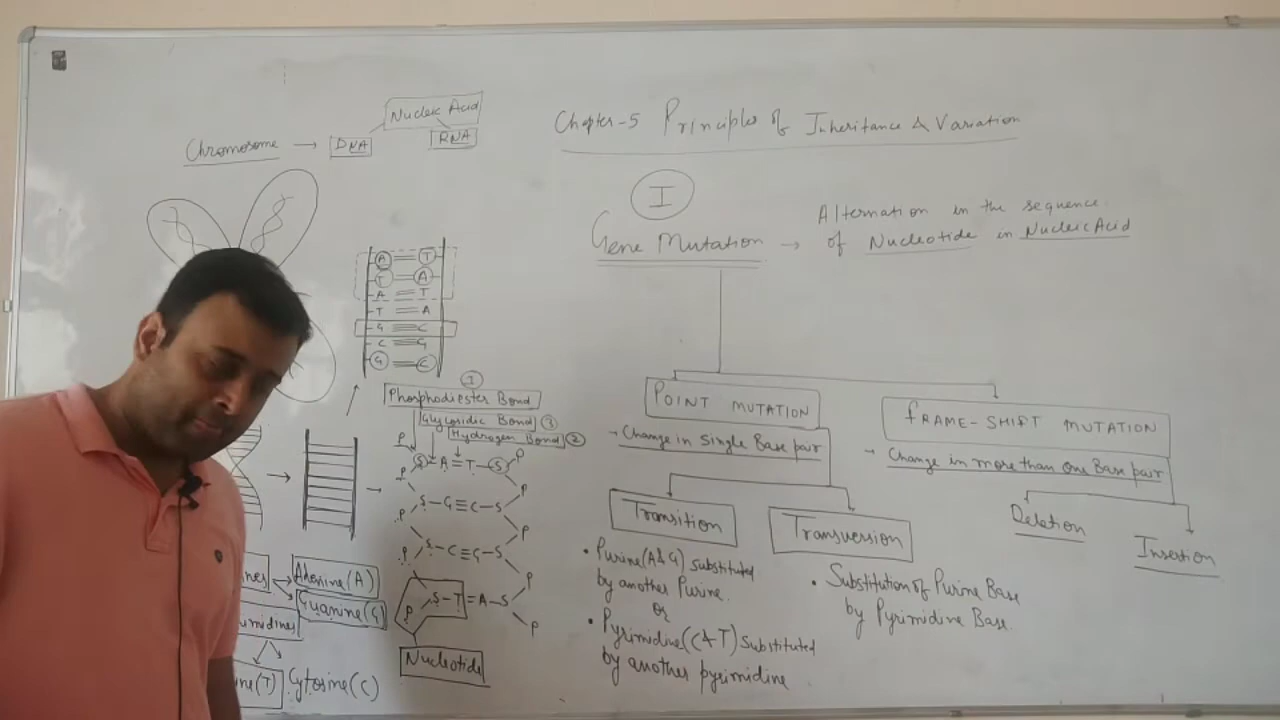 Nucleic Acid
Chromosome → DNA RNA
Chapter-5 Principles of Inheritance & Variation
I
Gene Mutation → Alternation in the sequence
of Nucleotide in Nucleic Acid
A = T
T = A
A = T
T = A
G ≡ C
C ≡ G
G ≡ C
1
Phosphodiester Bond
Glycosidic Bond 3
Hydrogen Bond 2
P P
S-A=T-S
P P
S-G≡C-S
P P
S-C≡G-S
P P
P S-T=A-S
P
Nucleotide
Adenine(A)
Guanine(G)
Cytosine(C)
POINT MUTATION
→ Change in Single Base pair
FRAME-SHIFT MUTATION
→ Change in more than one Base pair
Transition
• Purine(A&G) Substituted
by another Purine.
Or
• Pyrimidine(C&T) Substituted
by another pyrimidine
Transversion
• Substitution of Purine Base
by Pyrimidine Base.
Deletion
Insertion